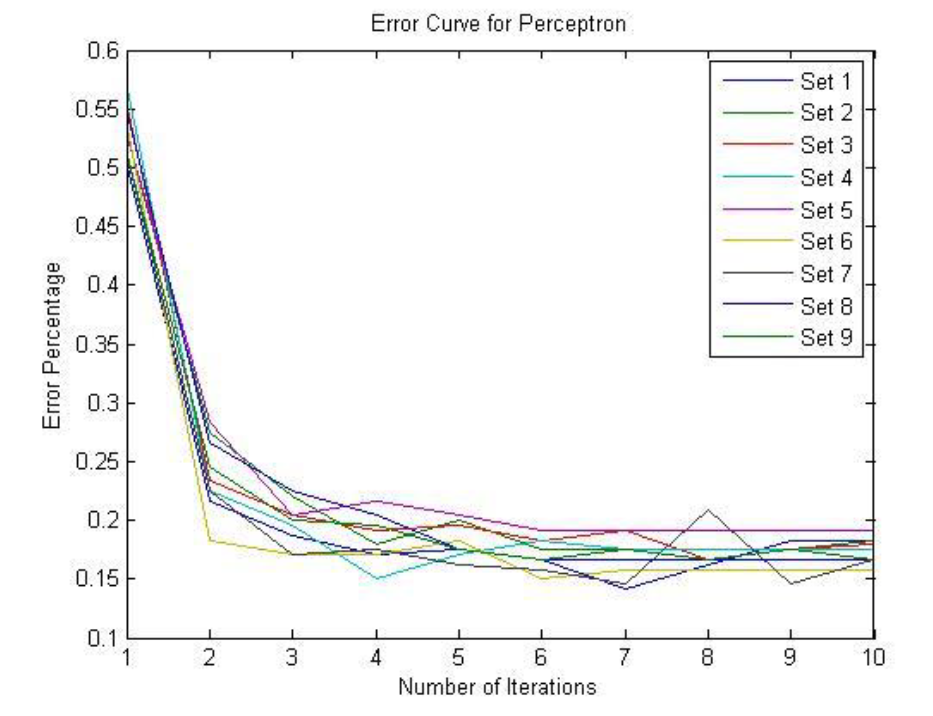 Error Curve for Perceptron
0.6
0.55
0.5
0.45
0.4
0.35
0.3
0.25
0.2
0.15
0.1
Error Percentage
Set 1
Set 2
Set 3
Set 4
Set 5
Set 6
Set 7
Set 8
Set 9
1 2 3 4 5 6 7 8 9 10
Number of Iterations